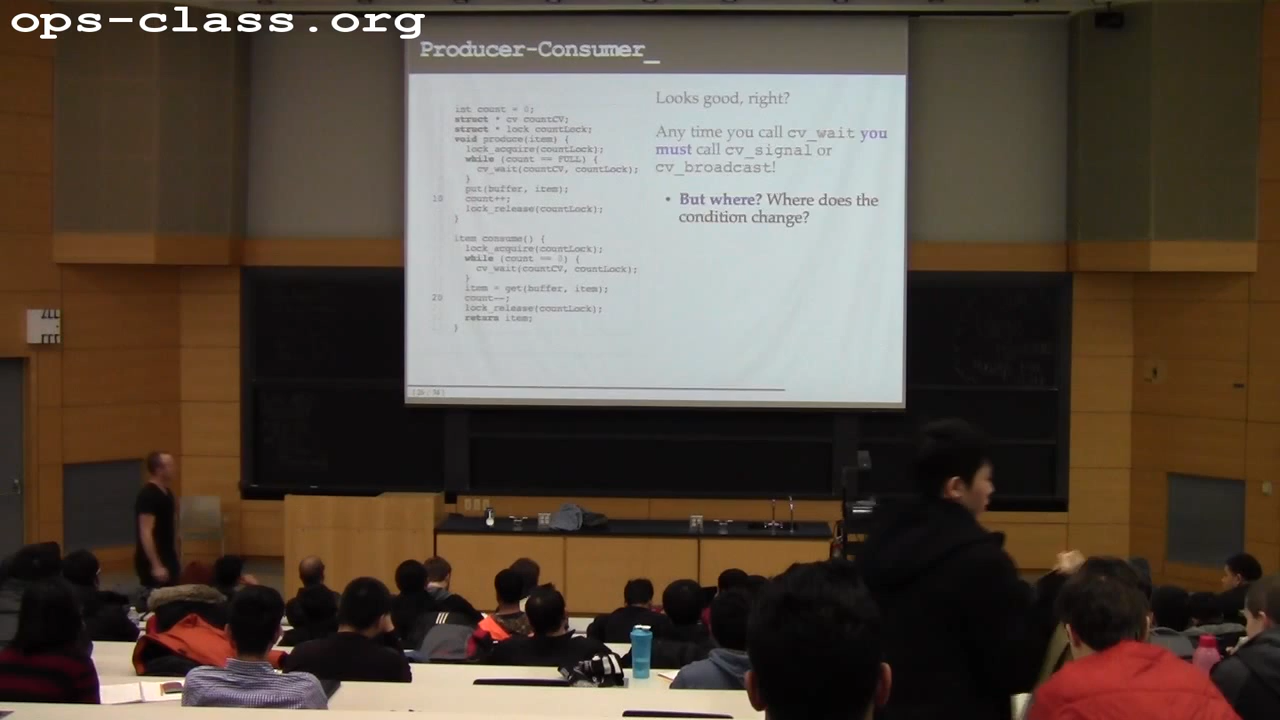 ops-class.org
Producer-Consumer_
int count = 0;
struct * cv countCV;
struct * lock countLock;
void produce(item) {
lock_acquire(countLock);
while (count == FULL) {
cv_wait(countCV, countLock);
}
put(buffer, item);
10 count++;
lock_release(countLock);
}
item consume() {
lock_acquire(countLock);
while (count == 0) {
cv_wait(countCV, countLock);
}
item = get(buffer, item);
20 count--;
lock_release(countLock);
return item;
}
Looks good, right?
Any time you call cv_wait you
must call cv_signal or
cv_broadcast!
• But where? Where does the
condition change?